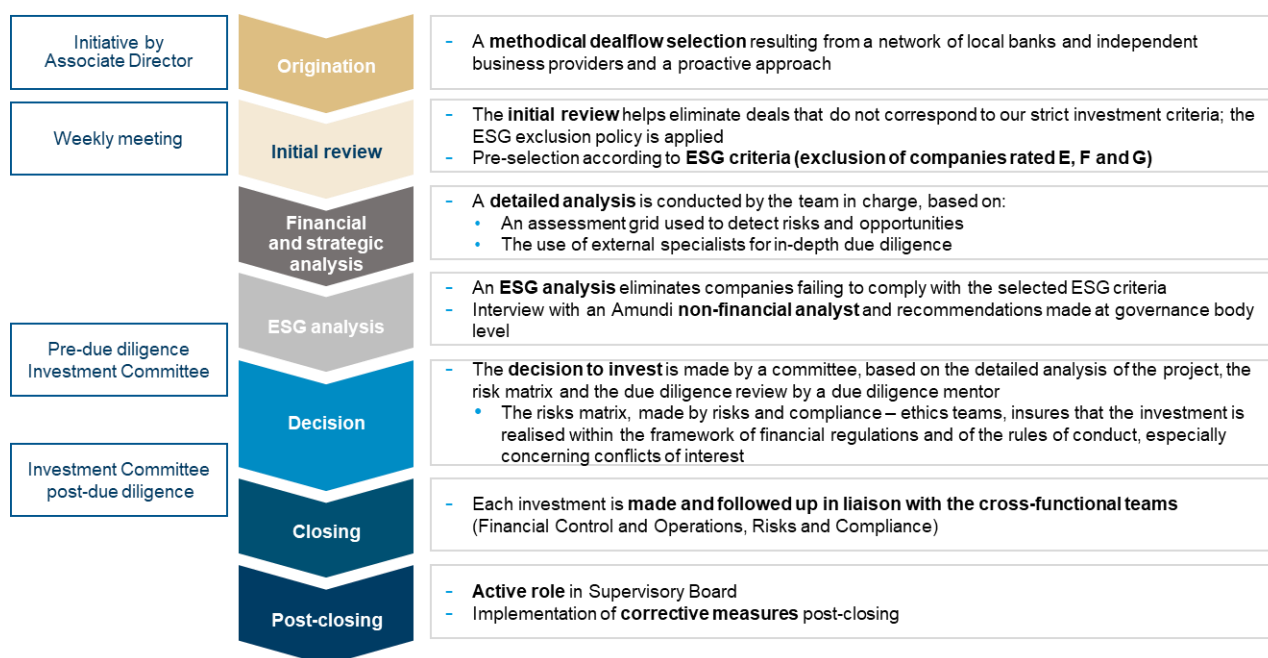 Initiative by
Associate Director
Origination
- A methodical dealflow selection resulting from a network of local banks and independent
business providers and a proactive approach
Weekly meeting
Initial review
- The initial review helps eliminate deals that do not correspond to our strict investment criteria; the
ESG exclusion policy is applied
- Pre-selection according to ESG criteria (exclusion of companies rated E, F and G)
Financial
and strategic
analysis
- A detailed analysis is conducted by the team in charge, based on:
• An assessment grid used to detect risks and opportunities
• The use of external specialists for in-depth due diligence
ESG analysis
- An ESG analysis eliminates companies failing to comply with the selected ESG criteria
- Interview with an Amundi non-financial analyst and recommendations made at governance body
level
Pre-due diligence
Investment Committee
Decision
- The decision to invest is made by a committee, based on the detailed analysis of the project, the
risk matrix and the due diligence review by a due diligence mentor
• The risks matrix, made by risks and compliance – ethics teams, insures that the investment is
realised within the framework of financial regulations and of the rules of conduct, especially
concerning conflicts of interest
Investment Committee
post-due diligence
Closing
- Each investment is made and followed up in liaison with the cross-functional teams
(Financial Control and Operations, Risks and Compliance)
Post-closing
- Active role in Supervisory Board
- Implementation of corrective measures post-closing